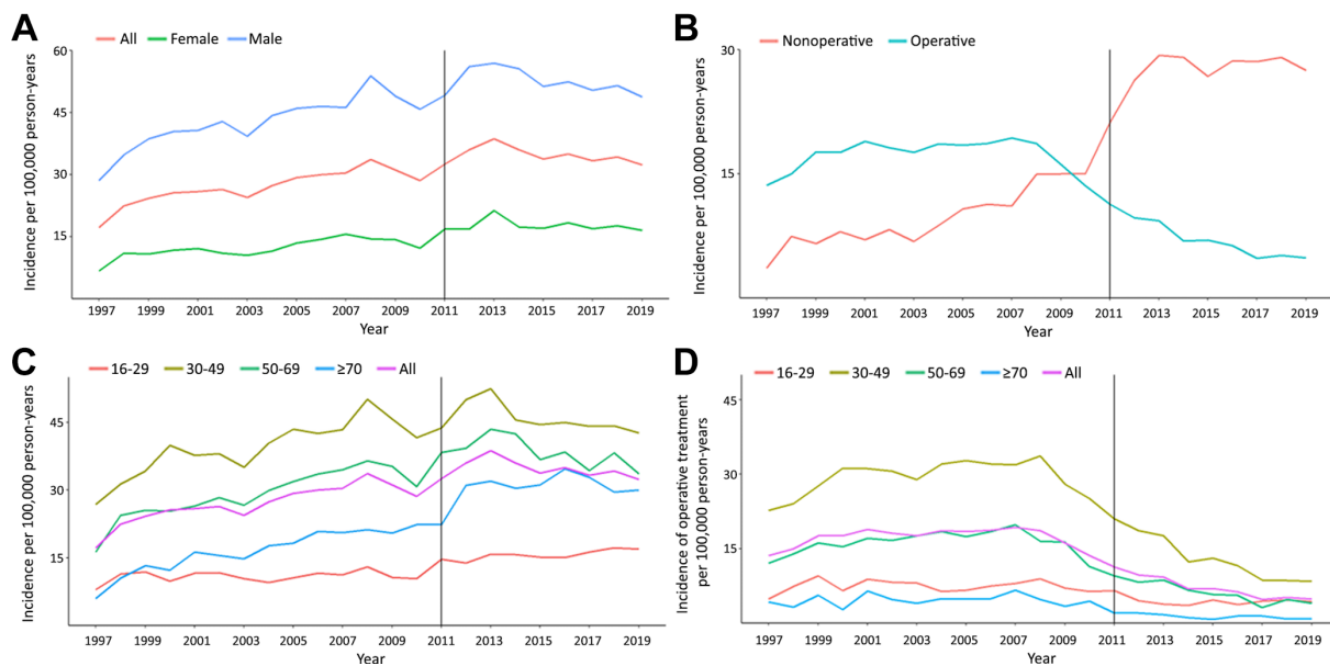 A
All Female Male
Incidence per 100,000 person-years
60
45
30
15
1997 1999 2001 2003 2005 2007 2009 2011 2013 2015 2017 2019
Year
B
Nonoperative Operative
Incidence per 100,000 person-years
30
15
1997 1999 2001 2003 2005 2007 2009 2011 2013 2015 2017 2019
Year
C
16-29 30-49 50-69 ≥70 All
Incidence per 100,000 person-years
45
30
15
1997 1999 2001 2003 2005 2007 2009 2011 2013 2015 2017 2019
Year
D
16-29 30-49 50-69 ≥70 All
Incidence of operative treatment
per 100,000 person-years
45
30
15
1997 1999 2001 2003 2005 2007 2009 2011 2013 2015 2017 2019
Year